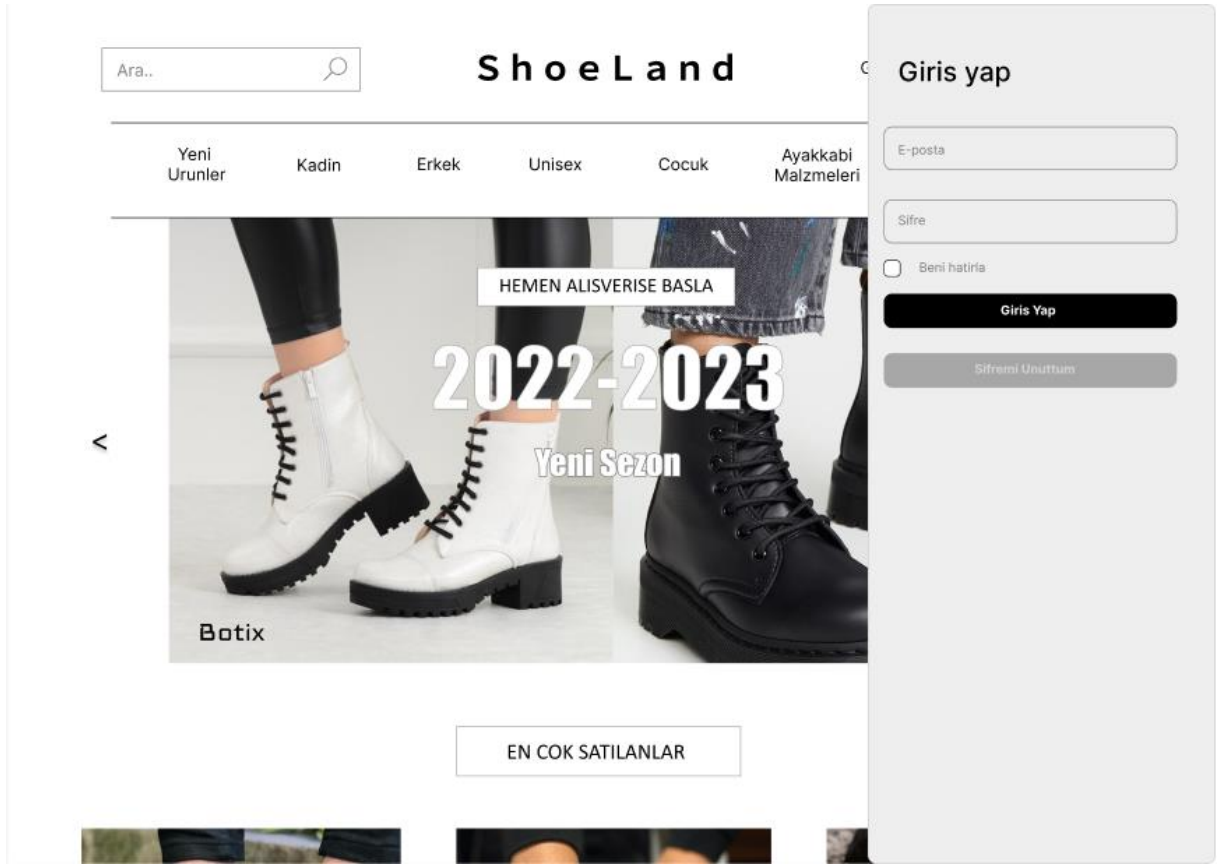 Ara..
ShoeLand
Giris yap
Yeni
Urunler
Kadin
Erkek
Unisex
Cocuk
Ayakkabi
Malzmeleri
E-posta
Sifre
Beni hatirla
Giris Yap
Sifremi Unuttum
HEMEN ALISVERISE BASLA
2022-2023
Yeni Sezon
<
Botix
EN COK SATILANLAR